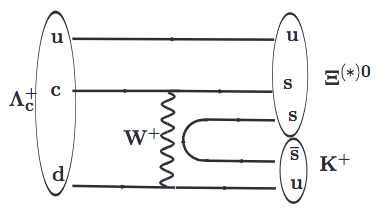 u u
Λc+ c s Ξ(*)0
s
W+
s̄ K+
d u